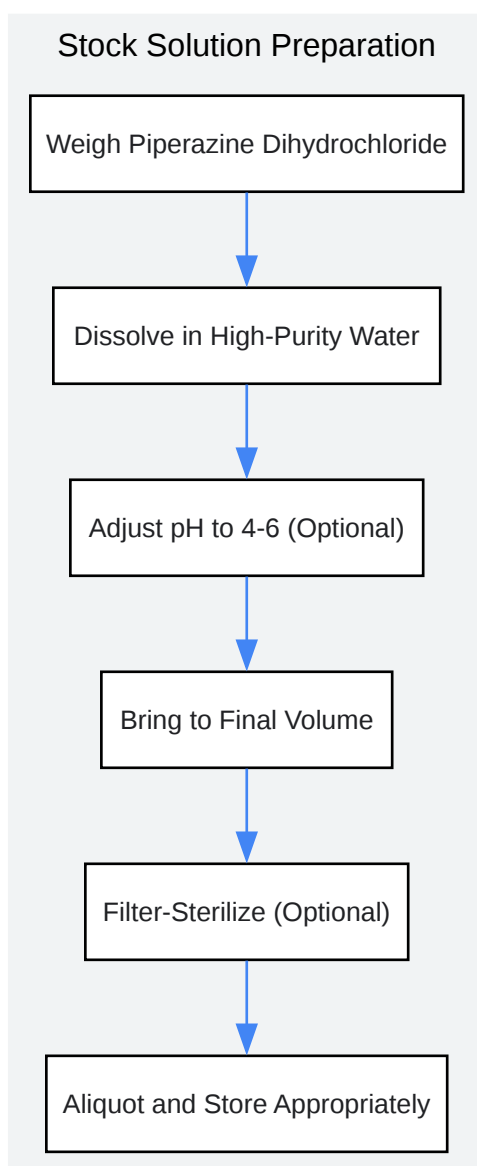 Stock Solution Preparation
Weigh Piperazine Dihydrochloride
Dissolve in High-Purity Water
Adjust pH to 4-6 (Optional)
Bring to Final Volume
Filter-Sterilize (Optional)
Aliquot and Store Appropriately